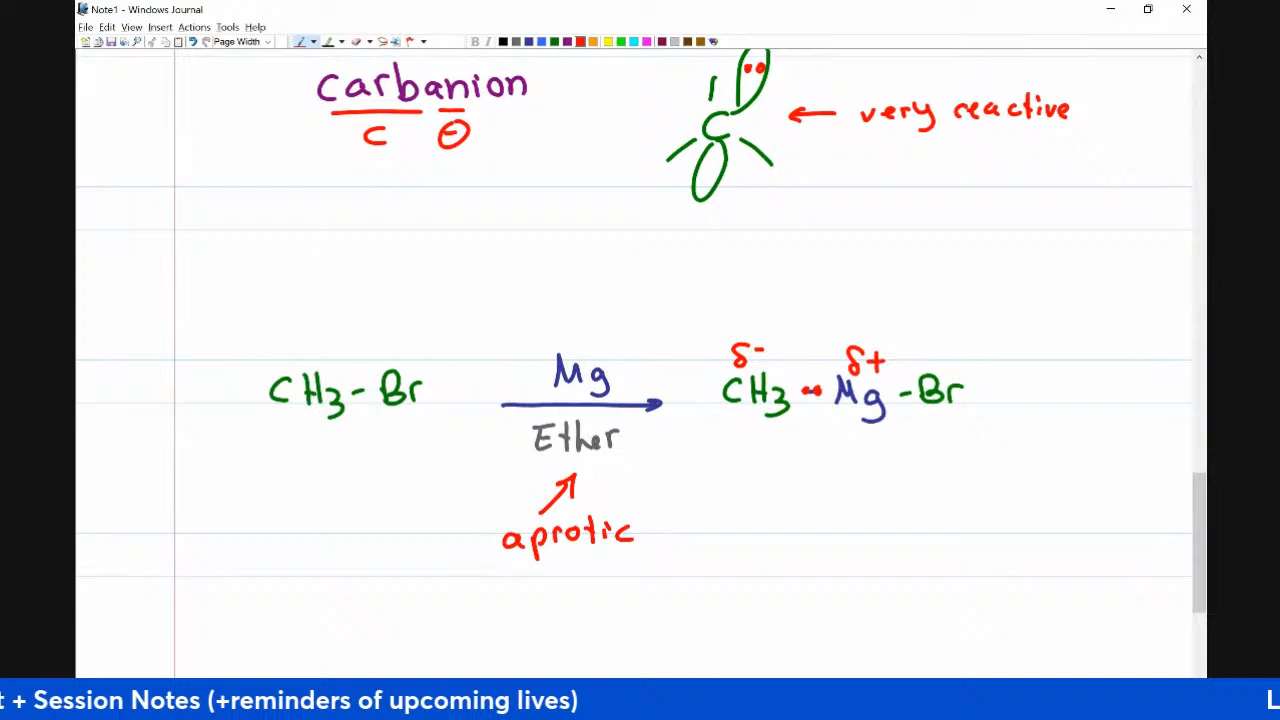 Note1 - Windows Journal
File Edit View Insert Actions Tools Help
Page Width
B I
carbanion
C ⊖
C
← very reactive
CH3-Br
Mg
Ether
aprotic
δ- δ+
CH3 •• Mg -Br
t + Session Notes (+reminders of upcoming lives)
L